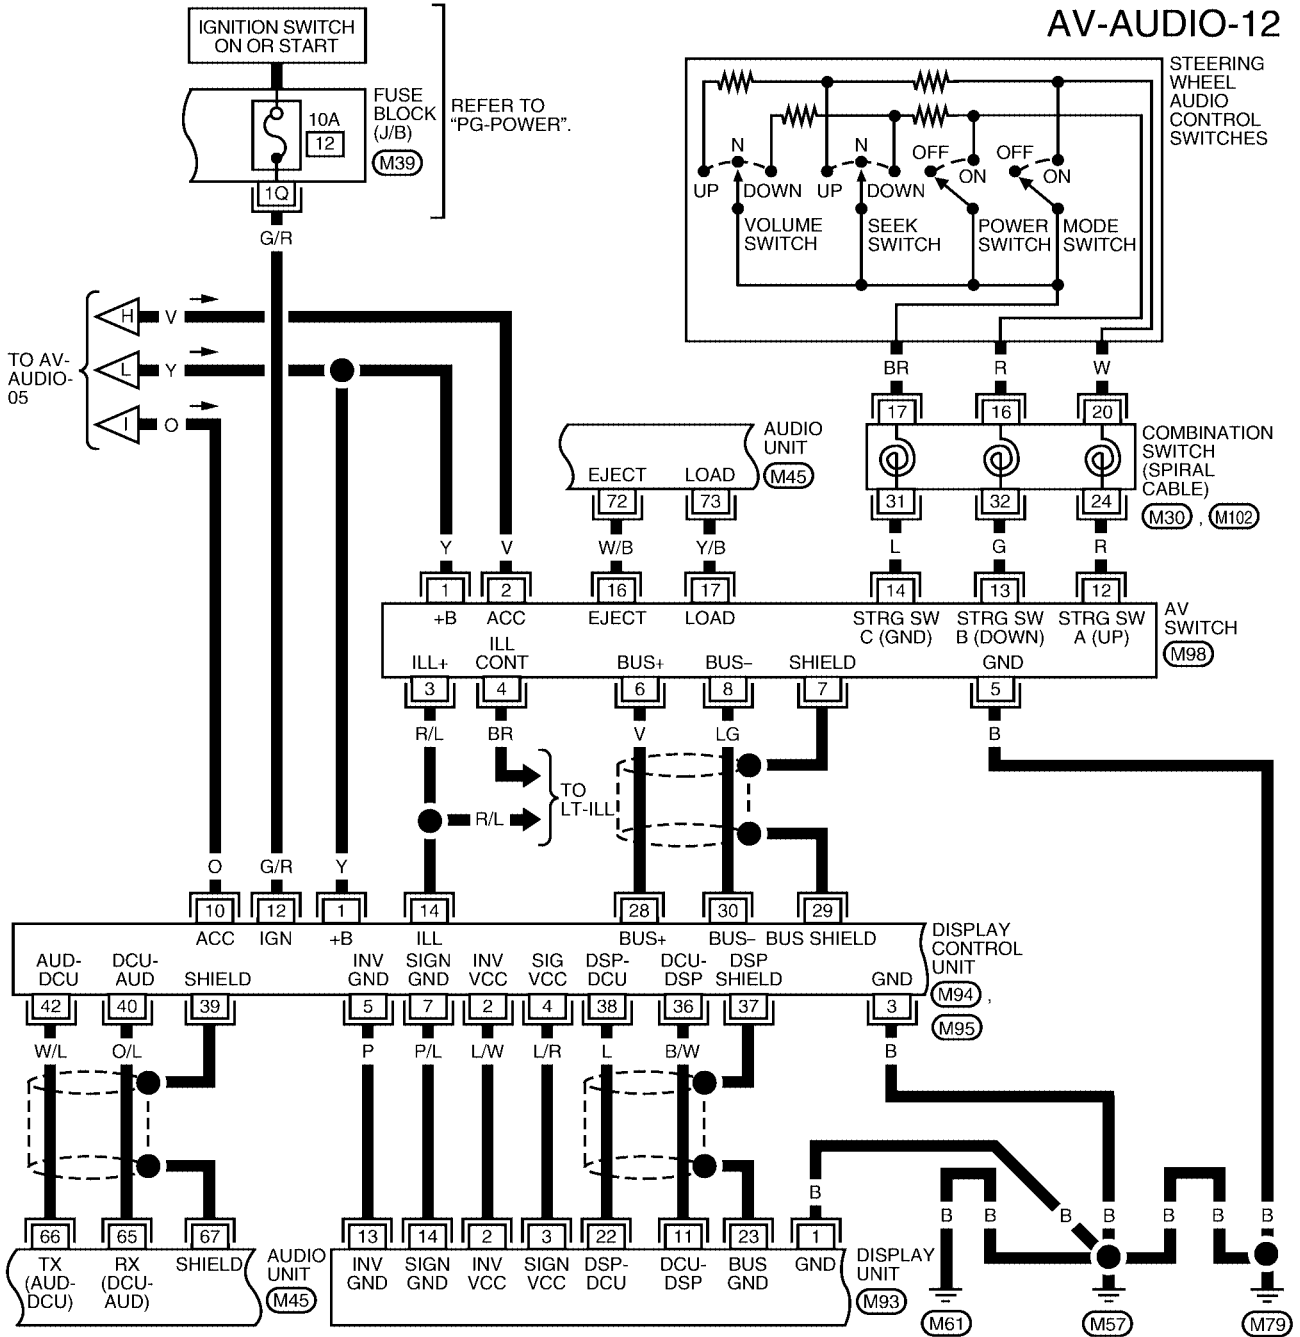 AV-AUDIO-12
IGNITION SWITCH
ON OR START
FUSE
BLOCK
(J/B)
M39
10A
12
1Q
REFER TO
"PG-POWER".
G/R
STEERING
WHEEL
AUDIO
CONTROL
SWITCHES
N
N
OFF
ON
OFF
ON
UP
DOWN
UP
DOWN
VOLUME
SWITCH
SEEK
SWITCH
POWER
SWITCH
MODE
SWITCH
TO AV-
AUDIO-
05
H
V
L
Y
I
O
BR
R
W
17
16
20
COMBINATION
SWITCH
(SPIRAL
CABLE)
M30 , M102
31
32
24
L
G
R
AUDIO
UNIT
M45
EJECT
LOAD
72
73
Y
V
W/B
Y/B
1
2
16
17
14
13
12
+B
ACC
EJECT
LOAD
STRG SW
C (GND)
STRG SW
B (DOWN)
STRG SW
A (UP)
AV
SWITCH
M98
ILL+
ILL
CONT
BUS+
BUS–
SHIELD
GND
3
4
6
8
7
5
R/L
BR
V
LG
B
R/L
TO
LT-ILL
O
G/R
Y
10
12
1
14
28
30
29
ACC
IGN
+B
ILL
BUS+
BUS–
BUS SHIELD
DISPLAY
CONTROL
UNIT
M94 ,
M95
AUD-
DCU
DCU-
AUD
SHIELD
INV
GND
SIGN
GND
INV
VCC
SIG
VCC
DSP-
DCU
DCU-
DSP
DSP
SHIELD
GND
42
40
39
5
7
2
4
38
36
37
3
W/L
O/L
P
P/L
L/W
L/R
L
B/W
B
B
B
B
B
B
B
B
B
66
65
67
13
14
2
3
22
11
23
1
TX
(AUD-
DCU)
RX
(DCU-
AUD)
SHIELD
AUDIO
UNIT
M45
INV
GND
SIGN
GND
INV
VCC
SIGN
VCC
DSP-
DCU
DCU-
DSP
BUS
GND
GND
DISPLAY
UNIT
M93
M61
M57
M79